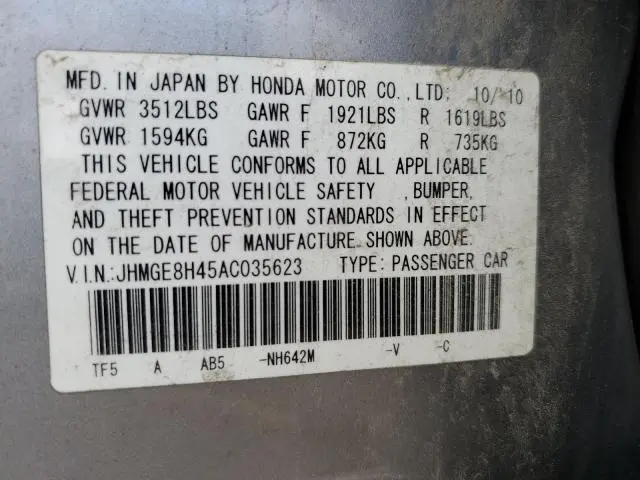 MFD. IN JAPAN BY HONDA MOTOR CO., LTD: 10/10
GVWR 3512LBS GAWR F 1921LBS R 1619LBS
GVWR 1594KG GAWR F 872KG R 735KG
THIS VEHICLE CONFORMS TO ALL APPLICABLE
FEDERAL MOTOR VEHICLE SAFETY ,BUMPER,
AND THEFT PREVENTION STANDARDS IN EFFECT
ON THE DATE OF MANUFACTURE SHOWN ABOVE.
V.I.N.:JHMGE8H45AC035623 TYPE: PASSENGER CAR
TF5 A AB5 -NH642M -V -C